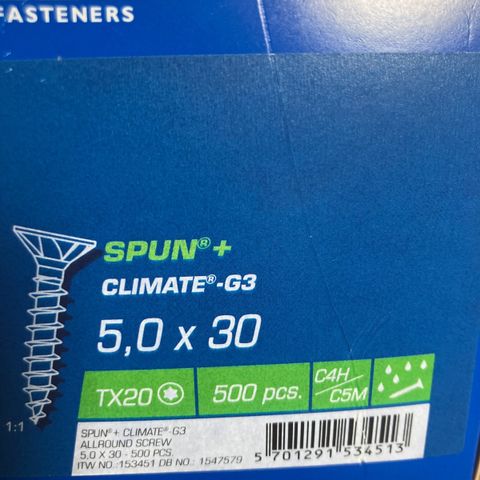 FASTENERS
SPUN®+
CLIMATE®-G3
5,0 x 30
TX20
500 pcs.
C4H
C5M
1:1
SPUN®+ CLIMATE®-G3
ALLROUND SCREW
5,0 X 30 - 500 PCS.
ITW NO.:153451 DB NO.: 1547579
5 701291 534513